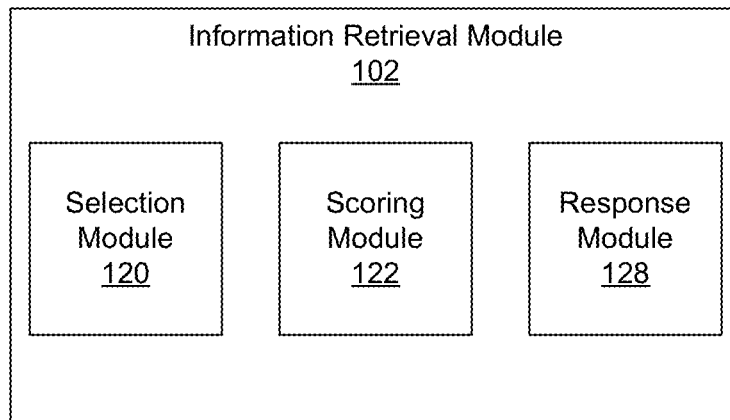 Information Retrieval Module
102
Selection
Module
120
Scoring
Module
122
Response
Module
128